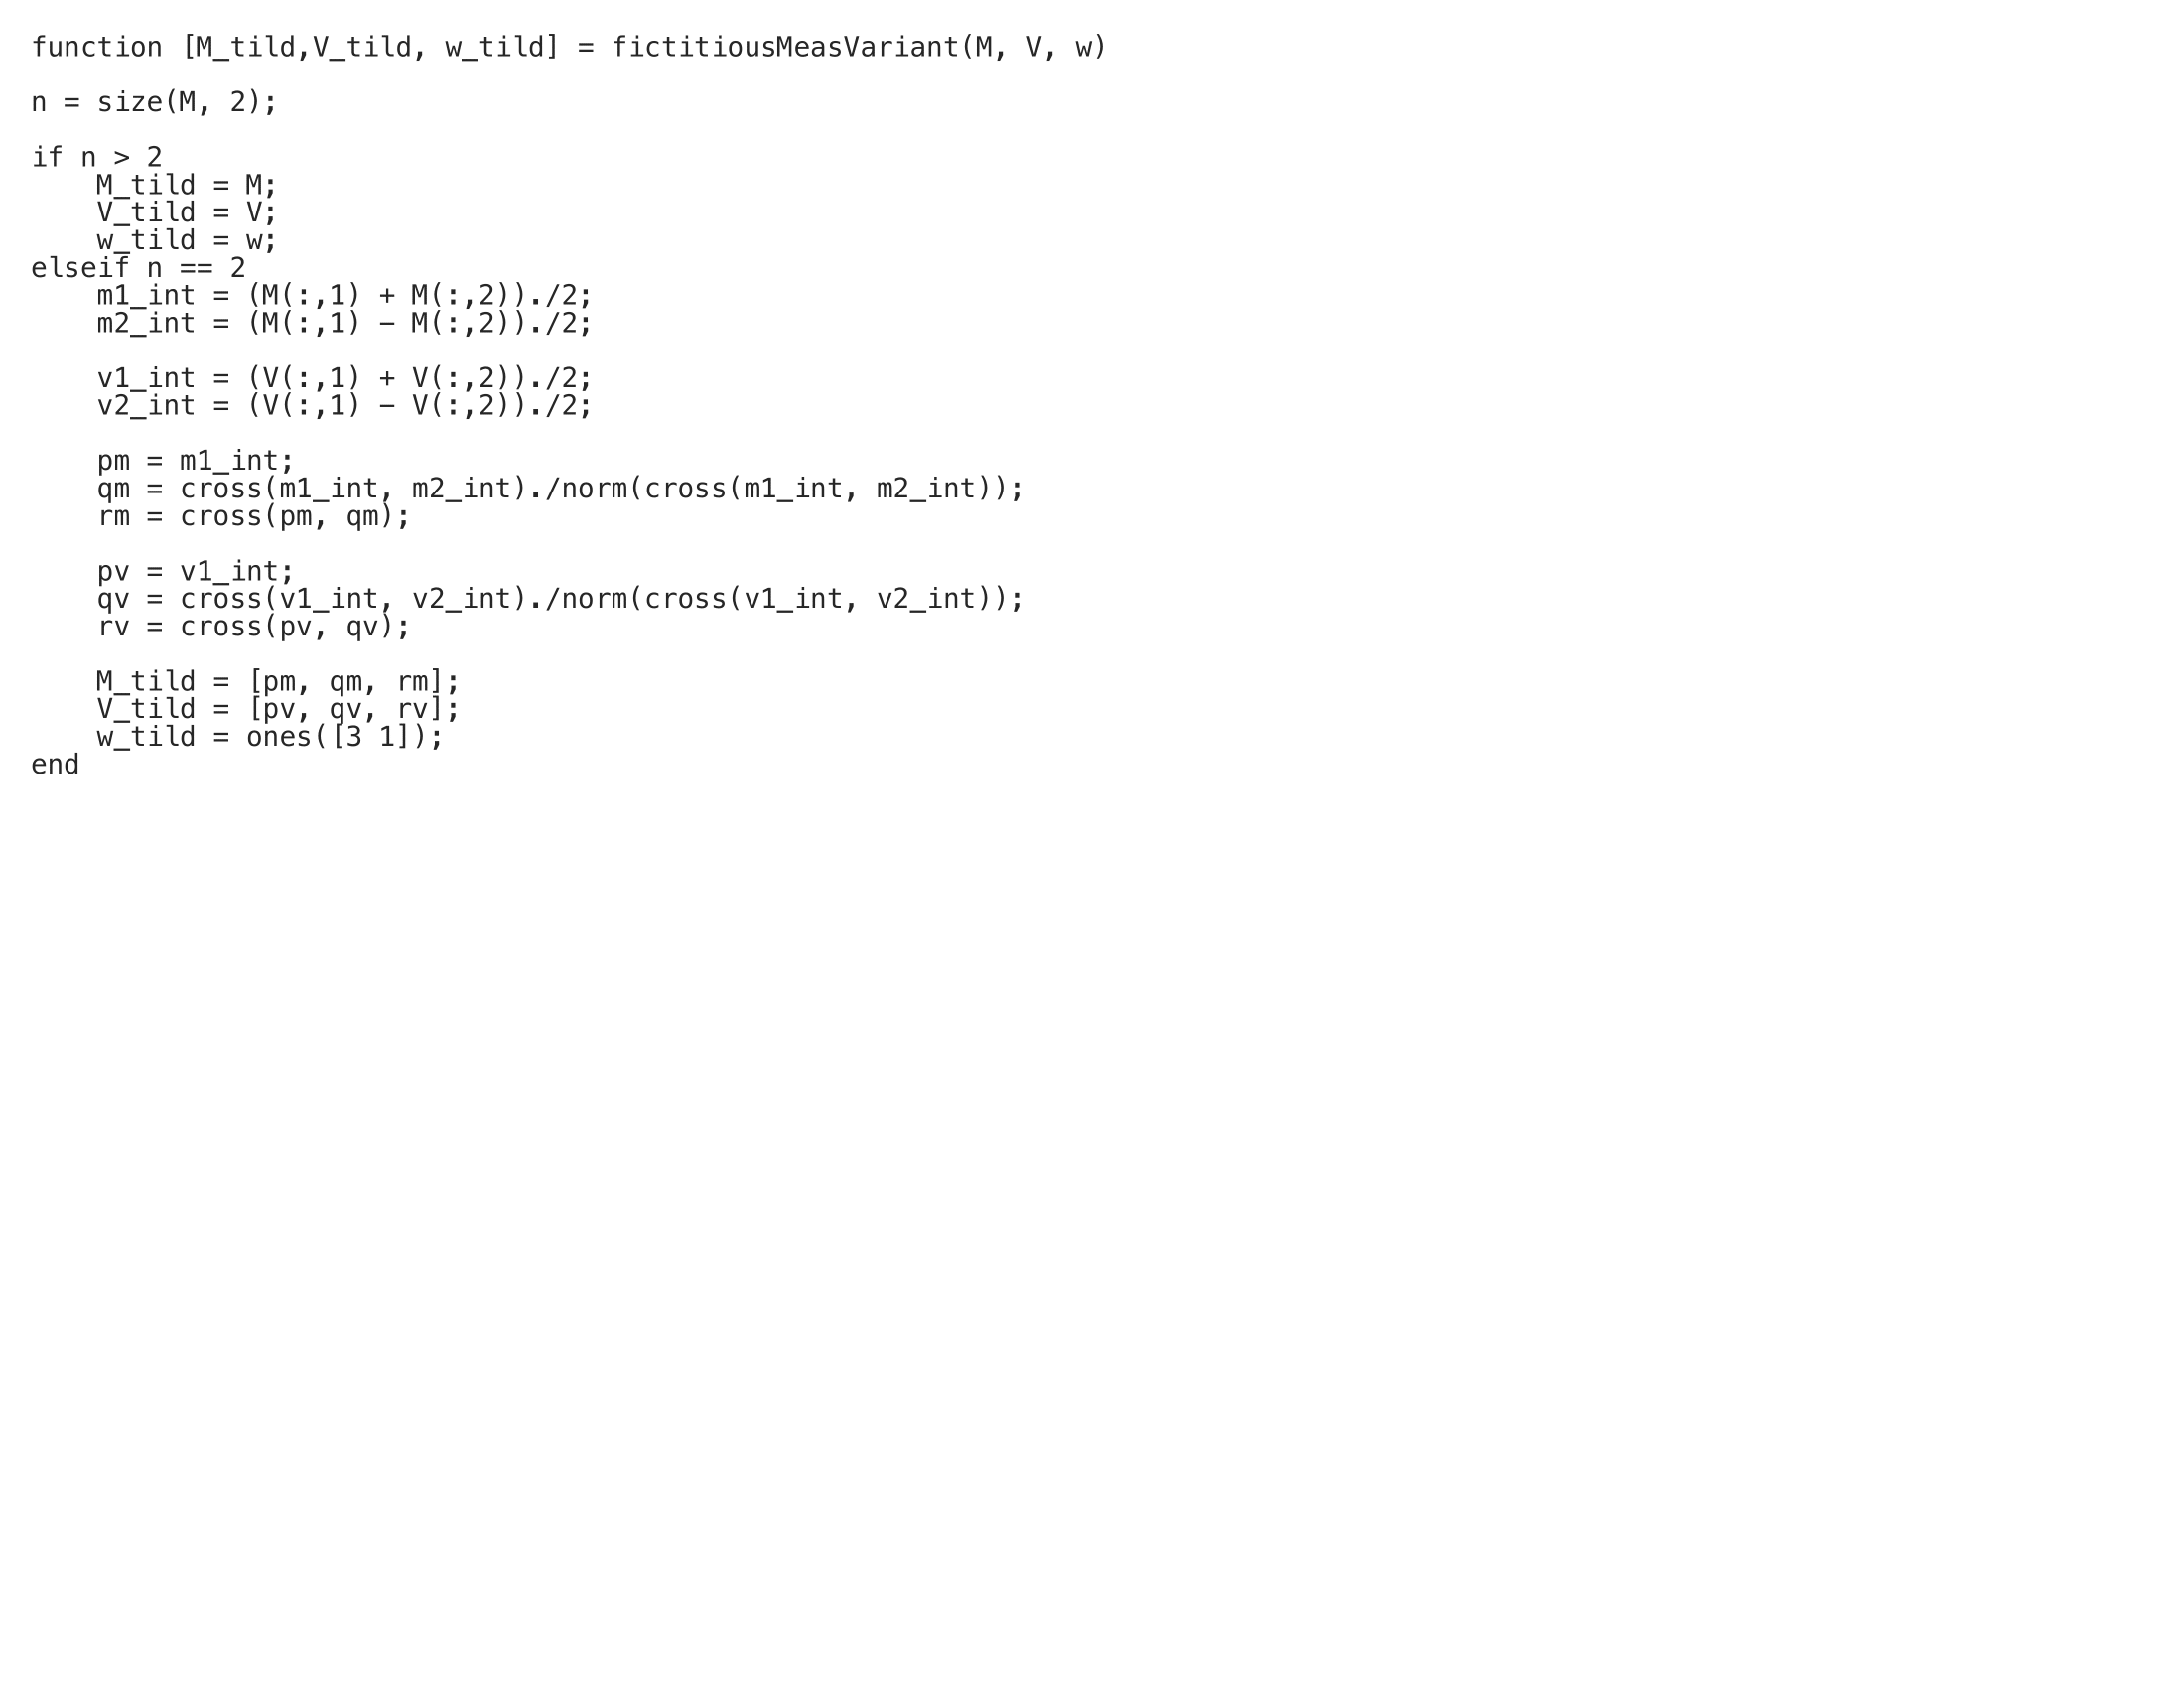 function [M_tild,V_tild, w_tild] = fictitiousMeasVariant(M, V, w)
n = size(M, 2);
if n > 2
    M_tild = M;
    V_tild = V;
    w_tild = w;
elseif n == 2
    m1_int = (M(:,1) + M(:,2))./2;
    m2_int = (M(:,1) − M(:,2))./2;
    v1_int = (V(:,1) + V(:,2))./2;
    v2_int = (V(:,1) − V(:,2))./2;
    pm = m1_int;
    qm = cross(m1_int, m2_int)./norm(cross(m1_int, m2_int));
    rm = cross(pm, qm);
    pv = v1_int;
    qv = cross(v1_int, v2_int)./norm(cross(v1_int, v2_int));
    rv = cross(pv, qv);
    M_tild = [pm, qm, rm];
    V_tild = [pv, qv, rv];
    w_tild = ones([3 1]);
end